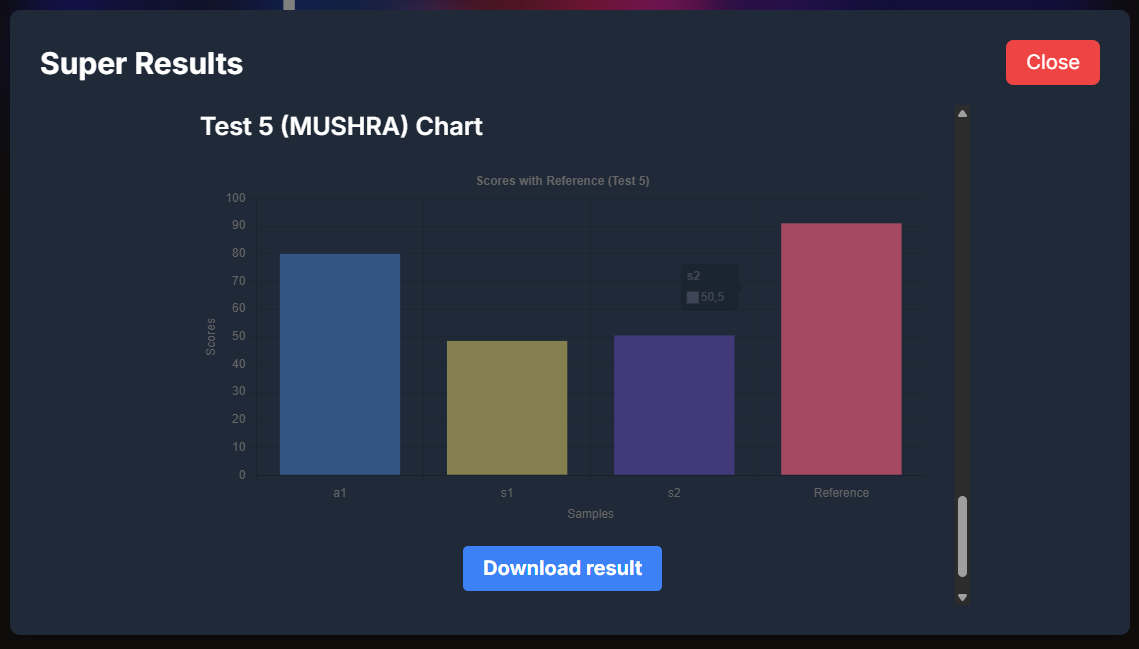 Super Results
Close
Test 5 (MUSHRA) Chart
Scores with Reference (Test 5)
100
90
80
70
60
50
40
30
20
10
0
Scores
s2
50,5
a1
s1
s2
Reference
Samples
Download result